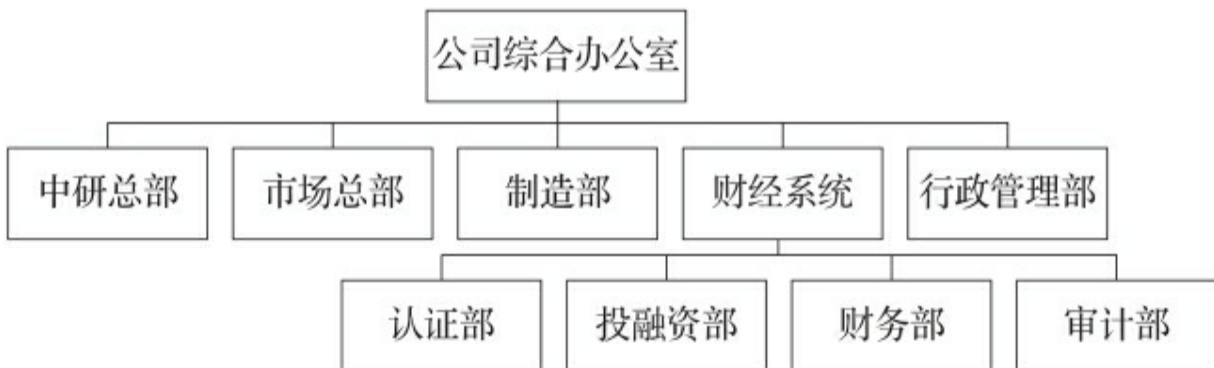 公司综合办公室
中研总部
市场总部
制造部
财经系统
行政管理部
认证部
投融资部
财务部
审计部